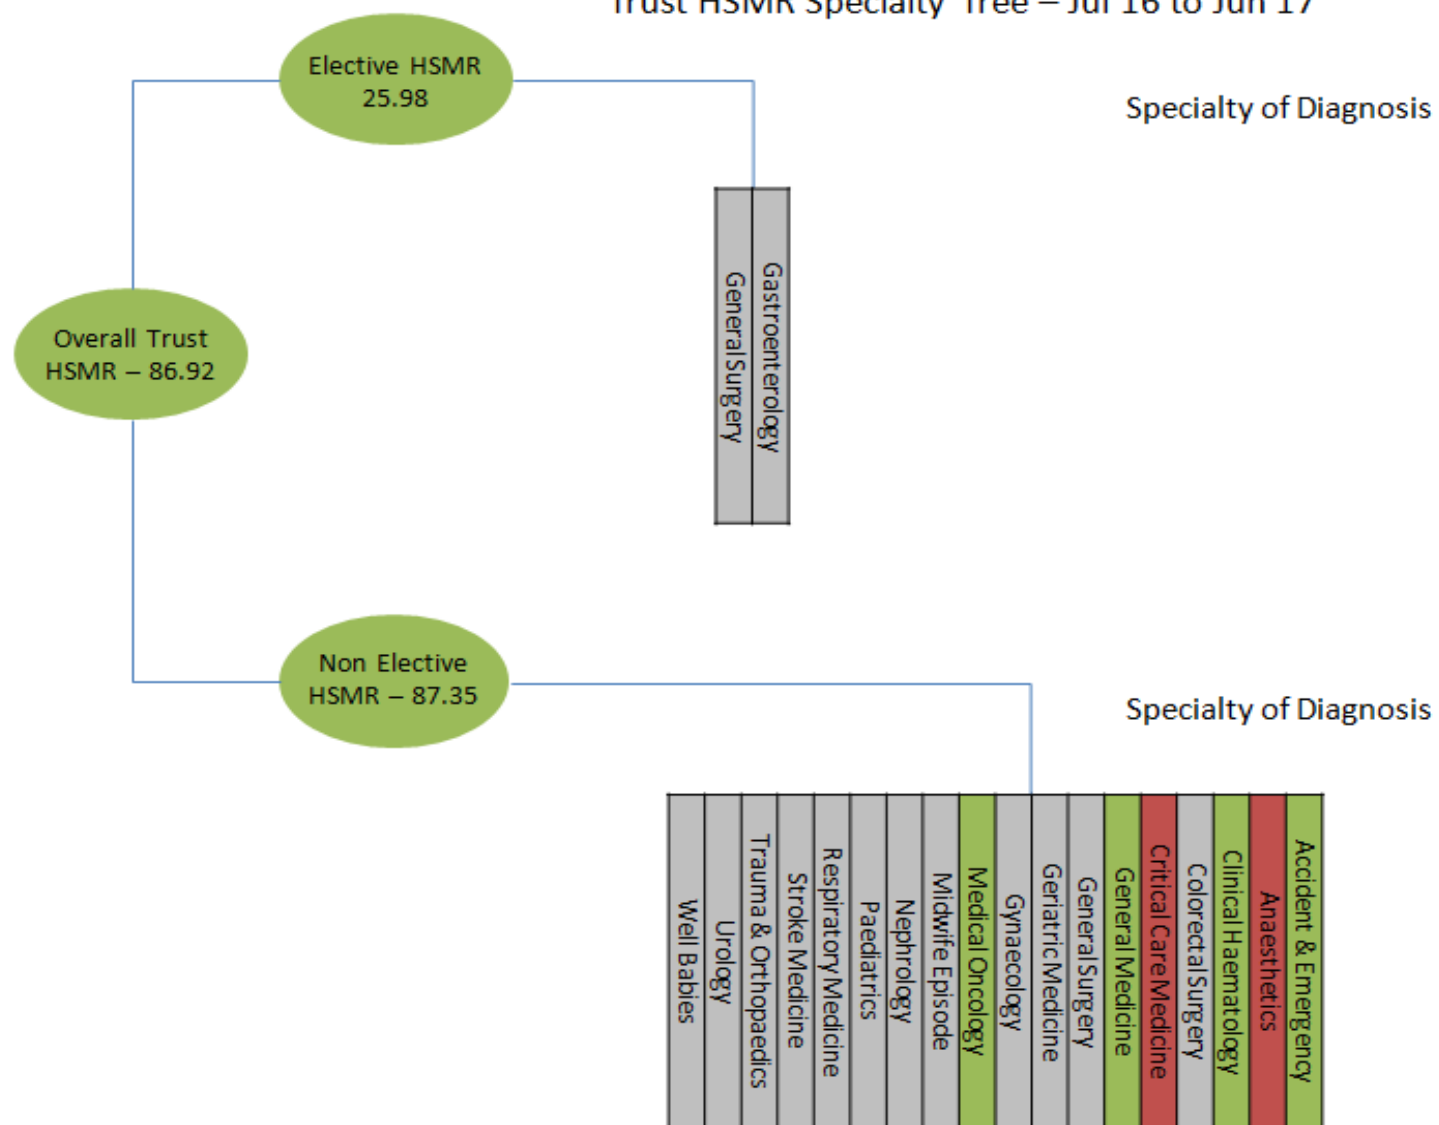 Trust HSMR Specialty Tree – Jul 16 to Jun 17
Elective HSMR
25.98
Specialty of Diagnosis
General Surgery
Gastroenterology
Overall Trust
HSMR – 86.92
Non Elective
HSMR – 87.35
Specialty of Diagnosis
Well Babies
Urology
Trauma & Orthopaedics
Stroke Medicine
Respiratory Medicine
Paediatrics
Nephrology
Midwife Episode
Medical Oncology
Gynaecology
Geriatric Medicine
General Surgery
General Medicine
Critical Care Medicine
Colorectal Surgery
Clinical Haematology
Anaesthetics
Accident & Emergency